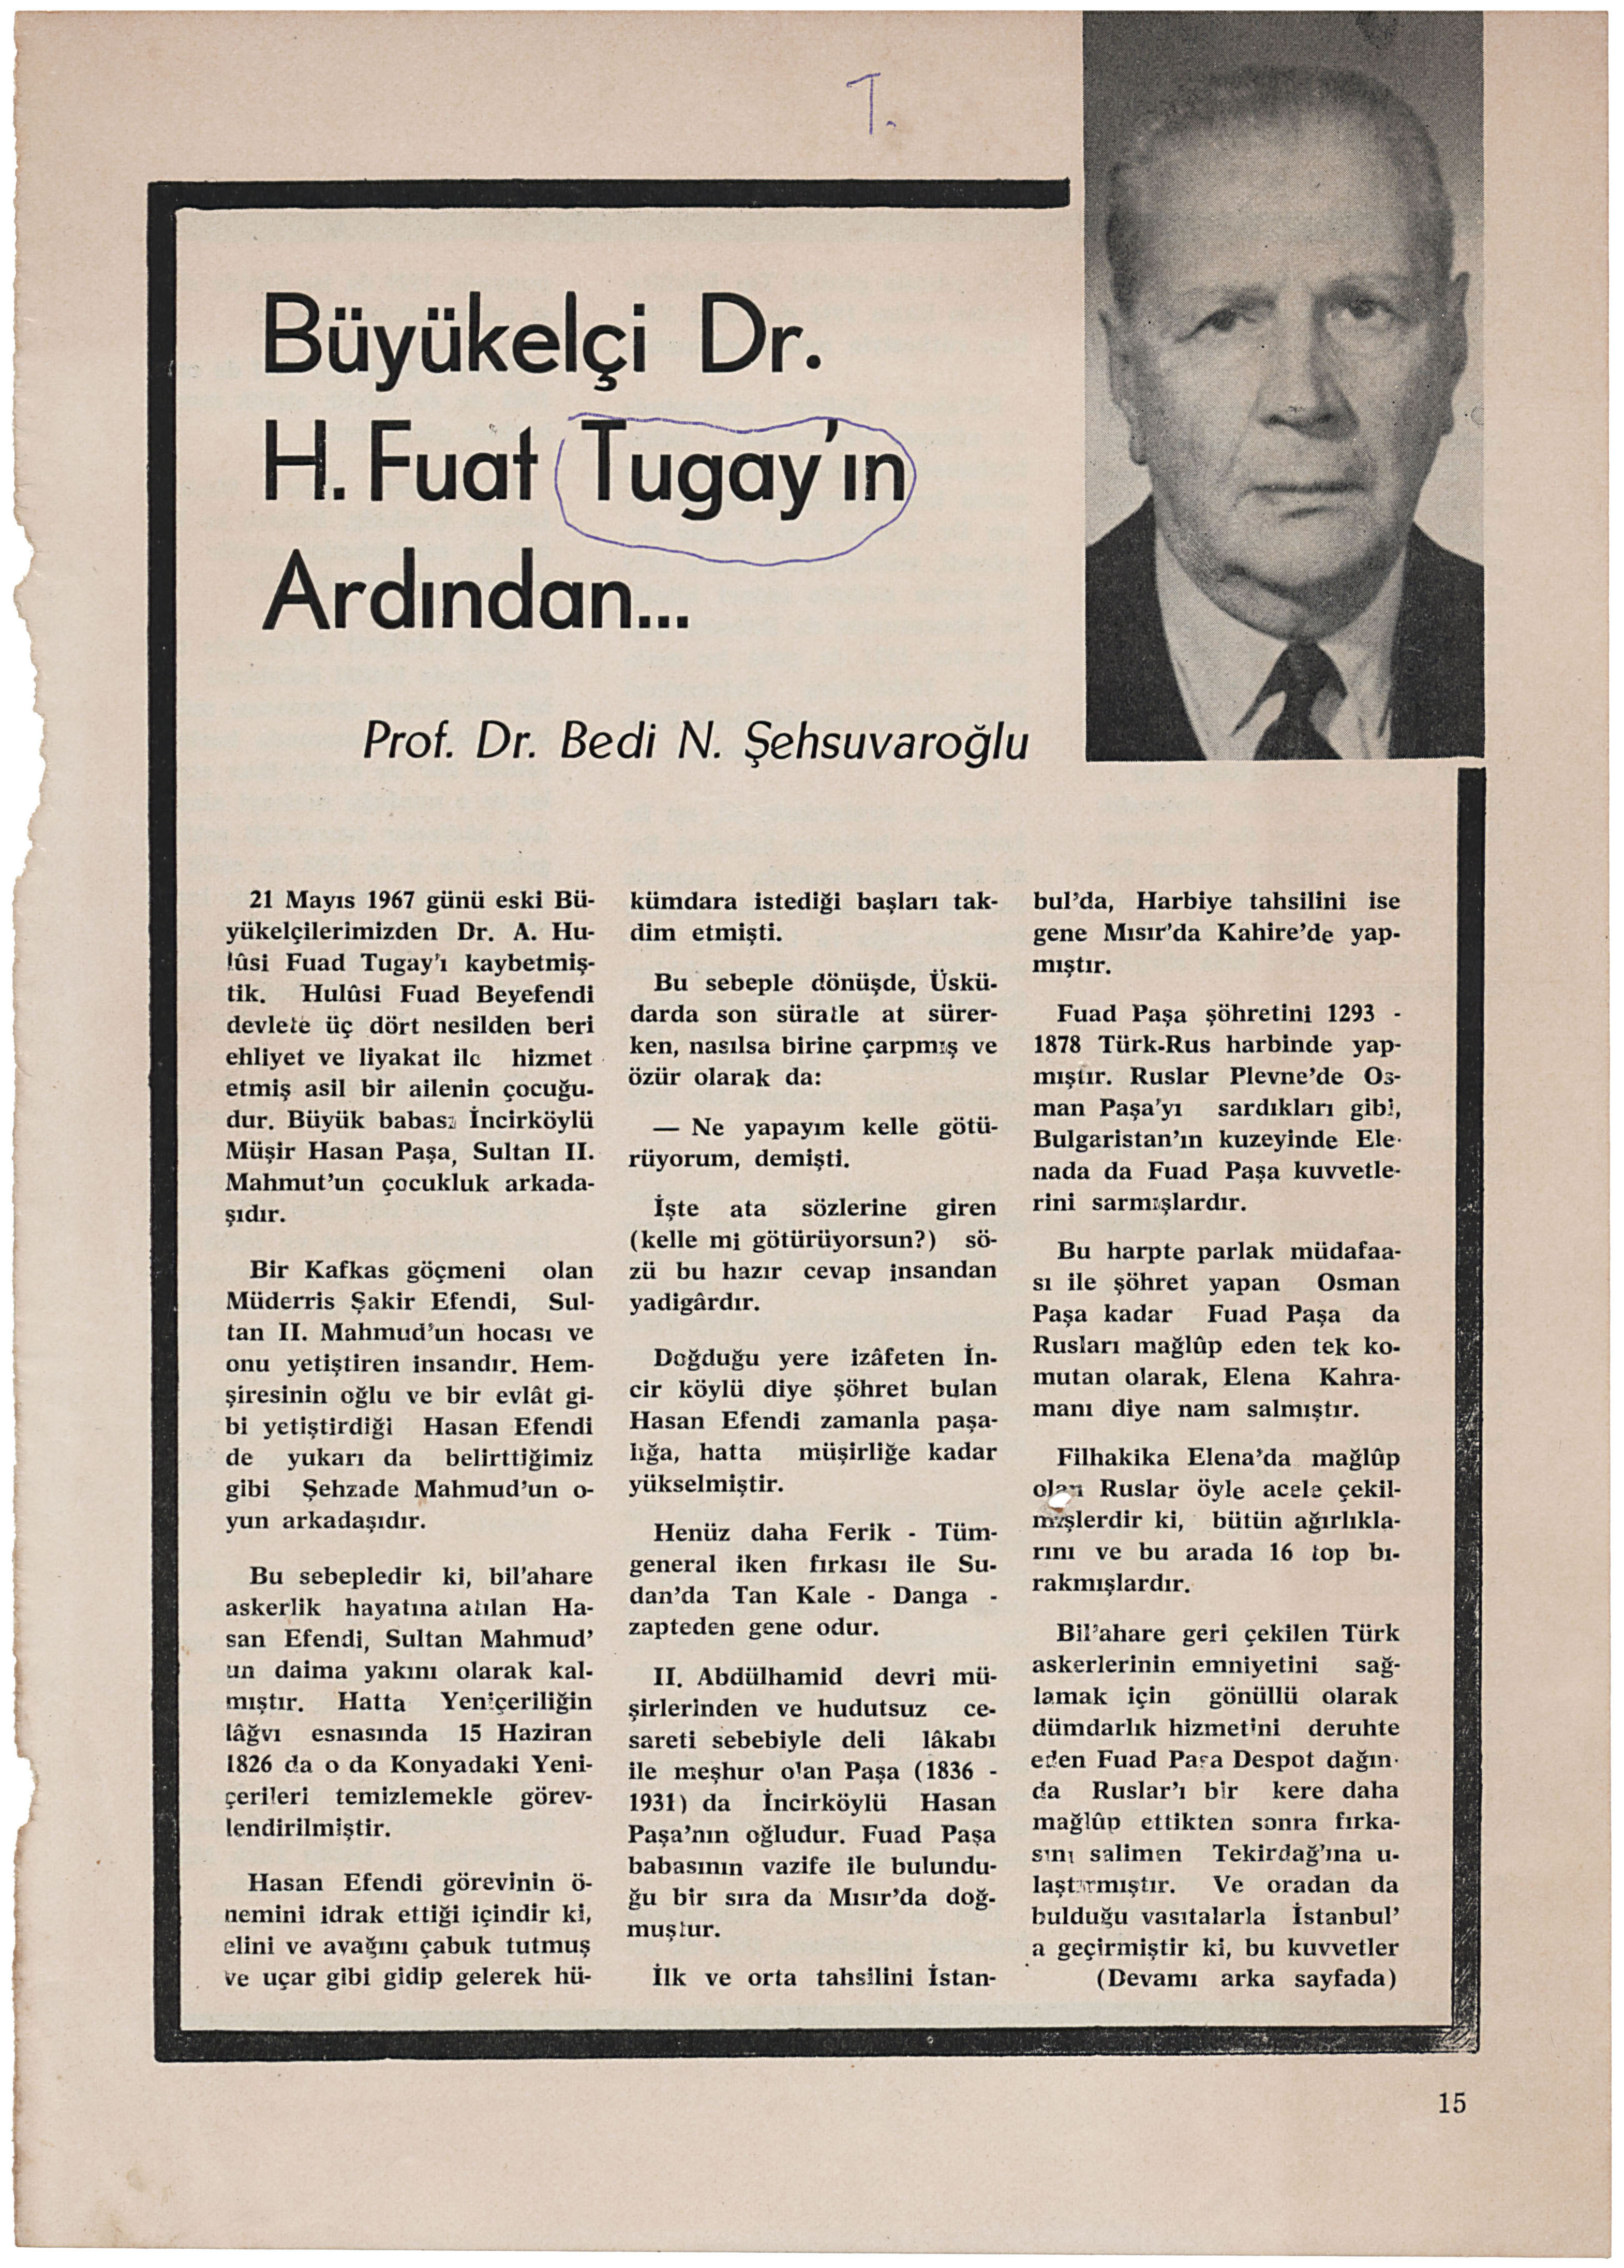 T.
Büyükelçi Dr.
H. Fuat Tugay'ın
Ardından...
Prof. Dr. Bedi N. Şehsuvaroğlu
21 Mayıs 1967 günü eski Bü-
yükelçilerimizden Dr. A. Hu-
lûsi Fuad Tugay'ı kaybetmiş-
tik. Hulûsi Fuad Beyefendi
devlete üç dört nesilden beri
ehliyet ve liyakat ile hizmet
etmiş asil bir ailenin çocuğu-
dur. Büyük babası İncirköylü
Müşir Hasan Paşa, Sultan II.
Mahmut'un çocukluk arkada-
şıdır.
Bir Kafkas göçmeni olan
Müderris Şakir Efendi, Sul-
tan II. Mahmud'un hocası ve
onu yetiştiren insandır. Hem-
şiresinin oğlu ve bir evlât gi-
bi yetiştirdiği Hasan Efendi
de yukarı da belirttiğimiz
gibi Şehzade Mahmud'un o-
yun arkadaşıdır.
Bu sebepledir ki, bil'ahare
askerlik hayatına atılan Ha-
san Efendi, Sultan Mahmud'
un daima yakını olarak kal-
mıştır. Hatta Yeniçeriliğin
lâğvı esnasında 15 Haziran
1826 da o da Konyadaki Yeni-
çerileri temizlemekle görev-
lendirilmiştir.
Hasan Efendi görevinin ö-
nemini idrak ettiği içindir ki,
elini ve ayağını çabuk tutmuş
ve uçar gibi gidip gelerek hü-
kümdara istediği başları tak-
dim etmişti.
Bu sebeple dönüşde, Üskü-
darda son süratle at sürer-
ken, nasılsa birine çarpmış ve
özür olarak da:
— Ne yapayım kelle götü-
rüyorum, demişti.
İşte ata sözlerine giren
(kelle mi götürüyorsun?) sö-
zü bu hazır cevap insandan
yadigârdır.
Doğduğu yere izâfeten İn-
cir köylü diye şöhret bulan
Hasan Efendi zamanla paşa-
lığa, hatta müşirliğe kadar
yükselmiştir.
Henüz daha Ferik - Tüm-
general iken fırkası ile Su-
dan'da Tan Kale - Danga -
zapteden gene odur.
II. Abdülhamid devri mü-
şirlerinden ve hudutsuz ce-
sareti sebebiyle deli lâkabı
ile meşhur olan Paşa (1836 -
1931) da İncirköylü Hasan
Paşa'nın oğludur. Fuad Paşa
babasının vazife ile bulundu-
ğu bir sıra da Mısır'da doğ-
muştur.
İlk ve orta tahsilini İstan-
bul'da, Harbiye tahsilini ise
gene Mısır'da Kahire'de yap-
mıştır.
Fuad Paşa şöhretini 1293 -
1878 Türk-Rus harbinde yap-
mıştır. Ruslar Plevne'de Os-
man Paşa'yı sardıkları gibi,
Bulgaristan'ın kuzeyinde Ele-
nada da Fuad Paşa kuvvetle-
rini sarmışlardır.
Bu harpte parlak müdafaa-
sı ile şöhret yapan Osman
Paşa kadar Fuad Paşa da
Rusları mağlûp eden tek ko-
mutan olarak, Elena Kahra-
manı diye nam salmıştır.
Filhakika Elena'da mağlûp
olan Ruslar öyle acele çekil-
mişlerdir ki, bütün ağırlıkla-
rını ve bu arada 16 top bı-
rakmışlardır.
Bil'ahare geri çekilen Türk
askerlerinin emniyetini sağ-
lamak için gönüllü olarak
dümdarlık hizmetini deruhte
eden Fuad Paşa Despot dağın-
da Ruslar'ı bir kere daha
mağlûp ettikten sonra fırka-
sını salimen Tekirdağ'ına u-
laştırmıştır. Ve oradan da
bulduğu vasıtalarla İstanbul'
a geçirmiştir ki, bu kuvvetler
(Devamı arka sayfada)
15